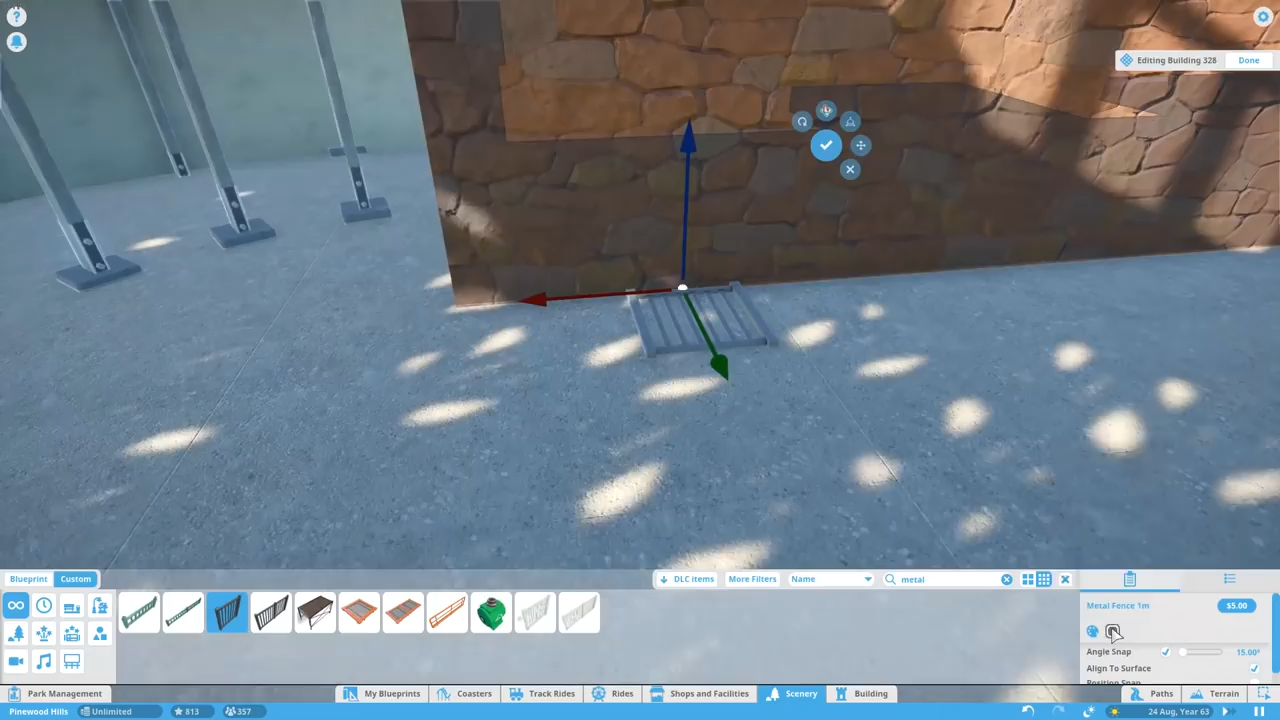 ?
Editing Building 328
Done
Blueprint
Custom
DLC items
More Filters
Name
metal
Metal Fence 1m
$5.00
Angle Snap
15.00°
Align To Surface
Position Snap
Park Management
My Blueprints
Coasters
Track Rides
Rides
Shops and Facilities
Scenery
Building
Paths
Terrain
Pinewood Hills
Unlimited
813
357
24 Aug, Year 63